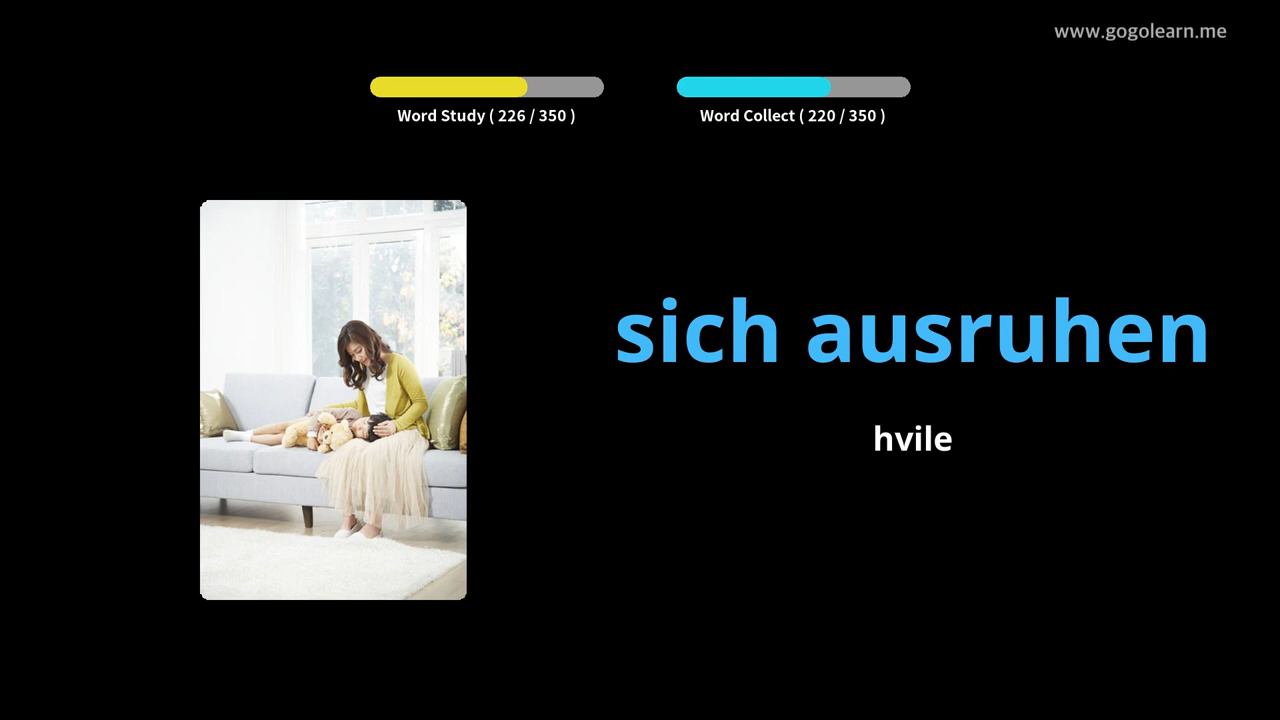 www.gogolearn.me
Word Study ( 226 / 350 )
Word Collect ( 220 / 350 )
sich ausruhen
hvile